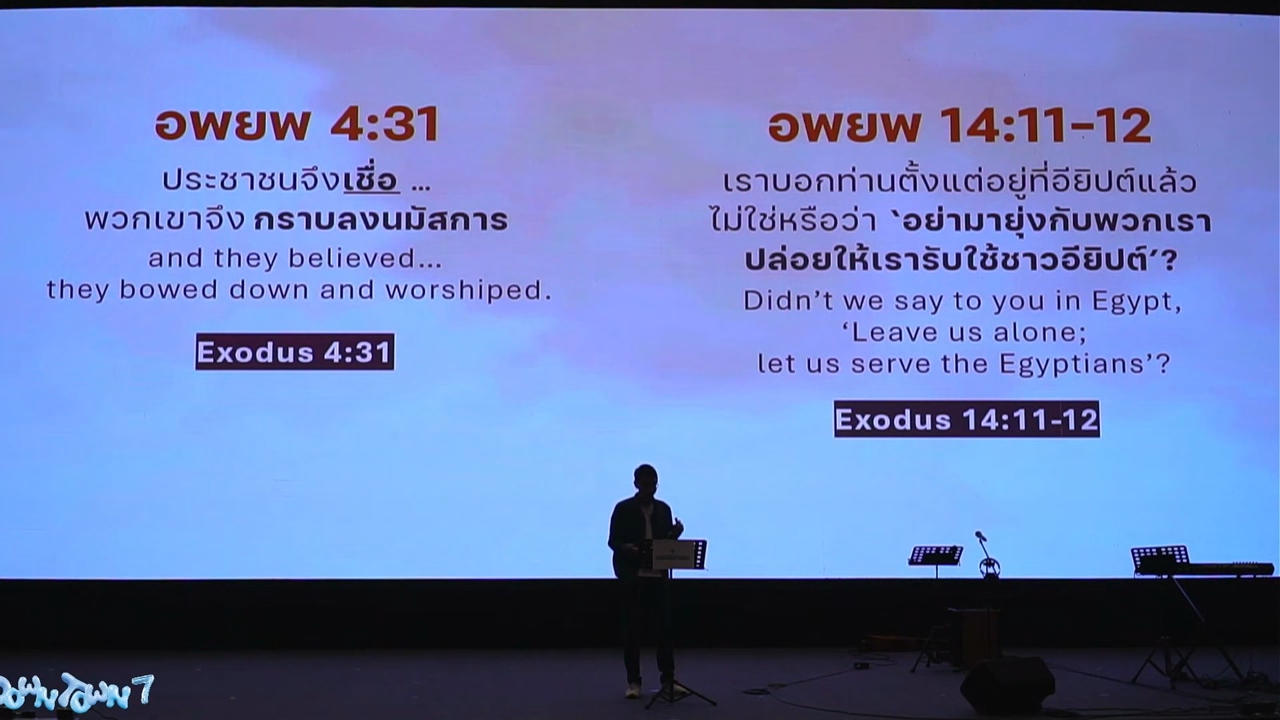 อพยพ 4:31
ประชาชนจึงเชื่อ ...
พวกเขาจึง กราบลงนมัสการ
and they believed...
they bowed down and worshiped.
Exodus 4:31
อพยพ 14:11-12
เราบอกท่านตั้งแต่อยู่ที่อียิปต์แล้ว
ไม่ใช่หรือว่า ‘อย่ามายุ่งกับพวกเรา
ปล่อยให้เรารับใช้ชาวอียิปต์’?
Didn’t we say to you in Egypt,
‘Leave us alone;
let us serve the Egyptians’?
Exodus 14:11-12
DOWNTOWN 7